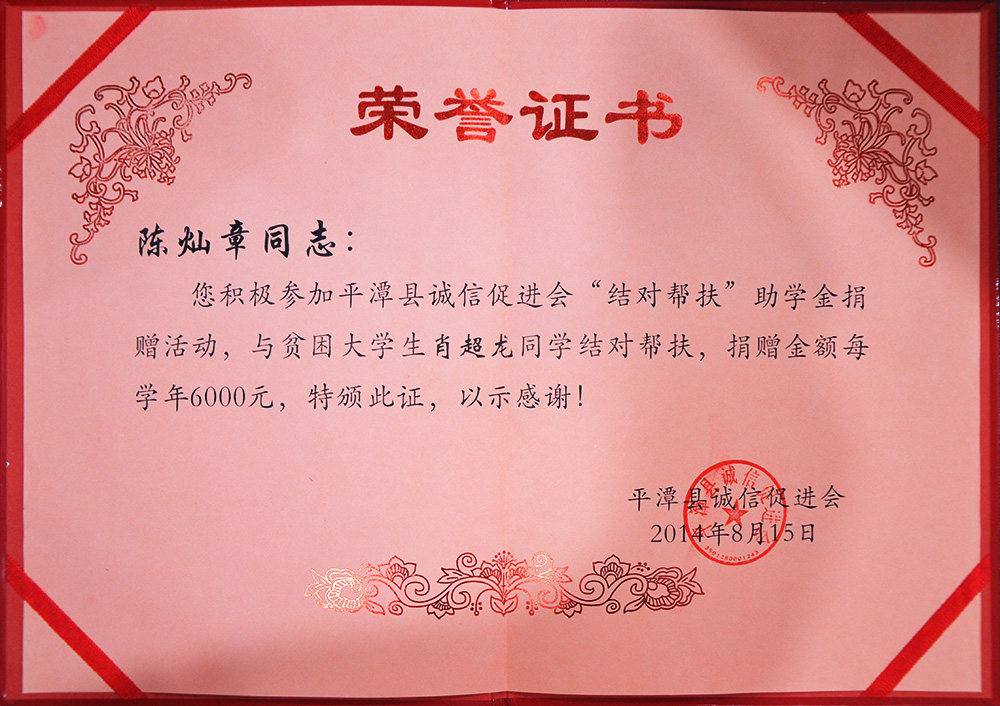 荣誉证书
陈灿章同志：
您积极参加平潭县诚信促进会“结对帮扶”助学金捐
赠活动，与贫困大学生肖超龙同学结对帮扶，捐赠金额每
学年6000元，特颁此证，以示感谢！
平潭县诚信促进会
2014年8月15日